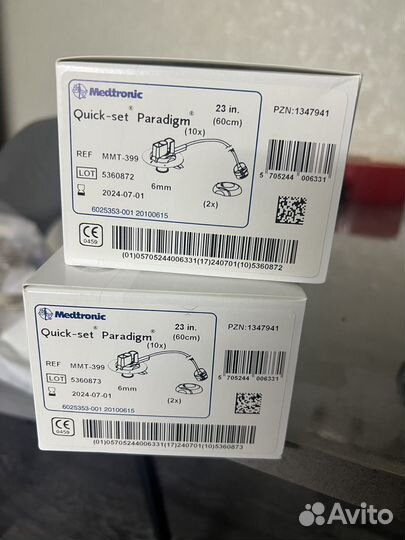 Medtronic
Quick-set® Paradigm®
(10x)
23 in.
(60cm)
PZN:1347941
REF MMT-399
LOT 5360872
2024-07-01
6mm
(2x)
5 705244 006331
6025353-001 20100615
CE
0459
(01)05705244006331(17)240701(10)5360872
Medtronic
Quick-set® Paradigm®
(10x)
23 in.
(60cm)
PZN:1347941
REF MMT-399
LOT 5360873
2024-07-01
6mm
(2x)
5 705244 006331
6025353-001 20100615
CE
0459
(01)05705244006331(17)240701(10)5360873
Avito